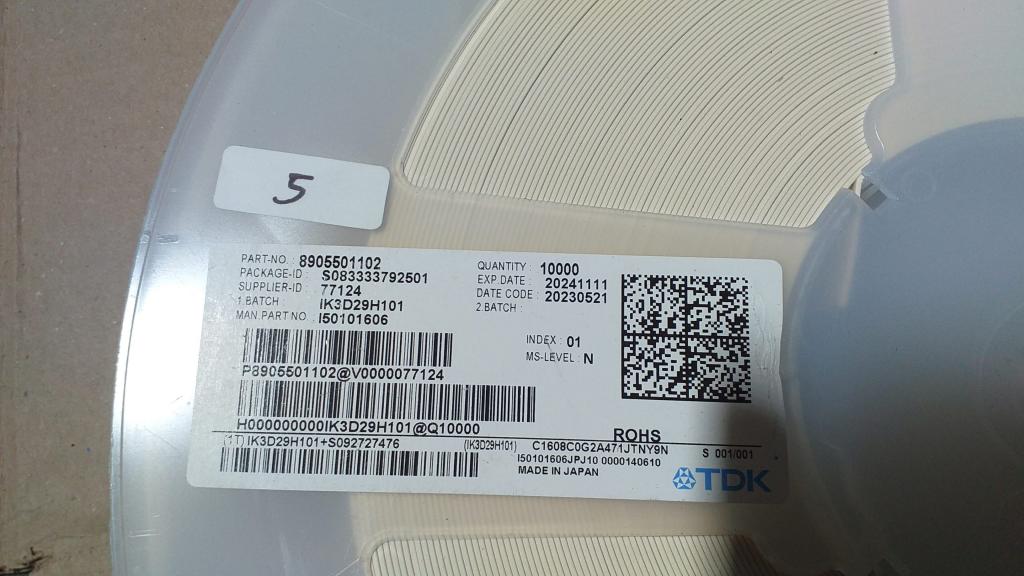 5
PART-NO. : 8905501102
PACKAGE-ID : S083333792501
SUPPLIER-ID : 77124
1.BATCH : IK3D29H101
MAN.PART NO : I50101606
QUANTITY : 10000
EXP.DATE : 20241111
DATE CODE : 20230521
2.BATCH :
INDEX : 01
MS-LEVEL : N
P8905501102@V0000077124
H000000000IK3D29H101@Q10000
ROHS
(1T) IK3D29H101+S092727476 (IK3D29H101) C1608C0G2A471JTNY9N S 001/001
I50101606JPJ10 0000140610
MADE IN JAPAN
TDK